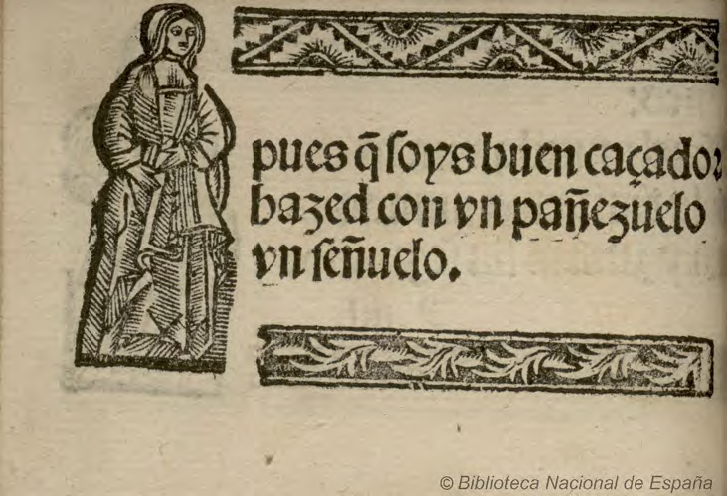 pues q̃ soys buen caçador
hazed con vn pañezuelo
vn señuelo.
© Biblioteca Nacional de España